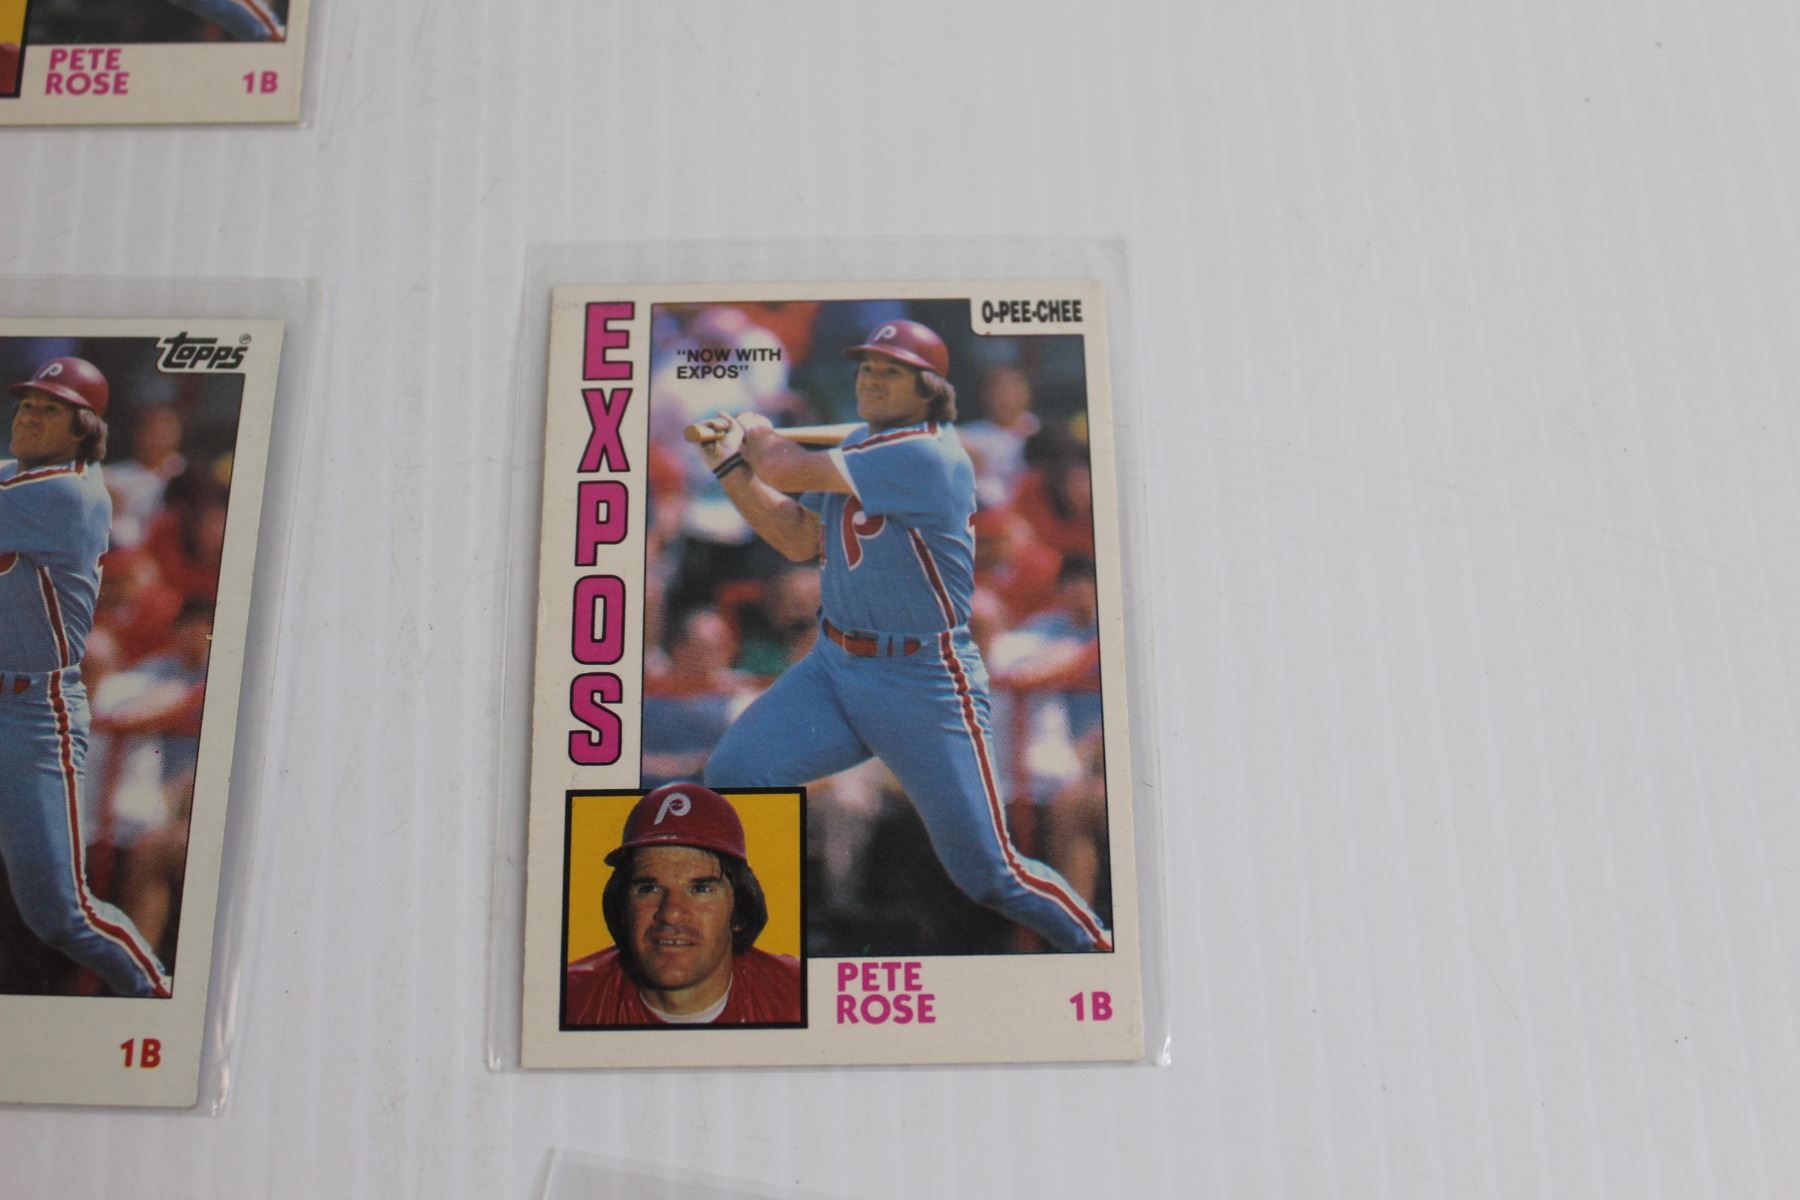 PETE
ROSE
1B
topps
1B
EXPOS
O-PEE-CHEE
"NOW WITH
EXPOS"
P
P
P
PETE
ROSE
1B